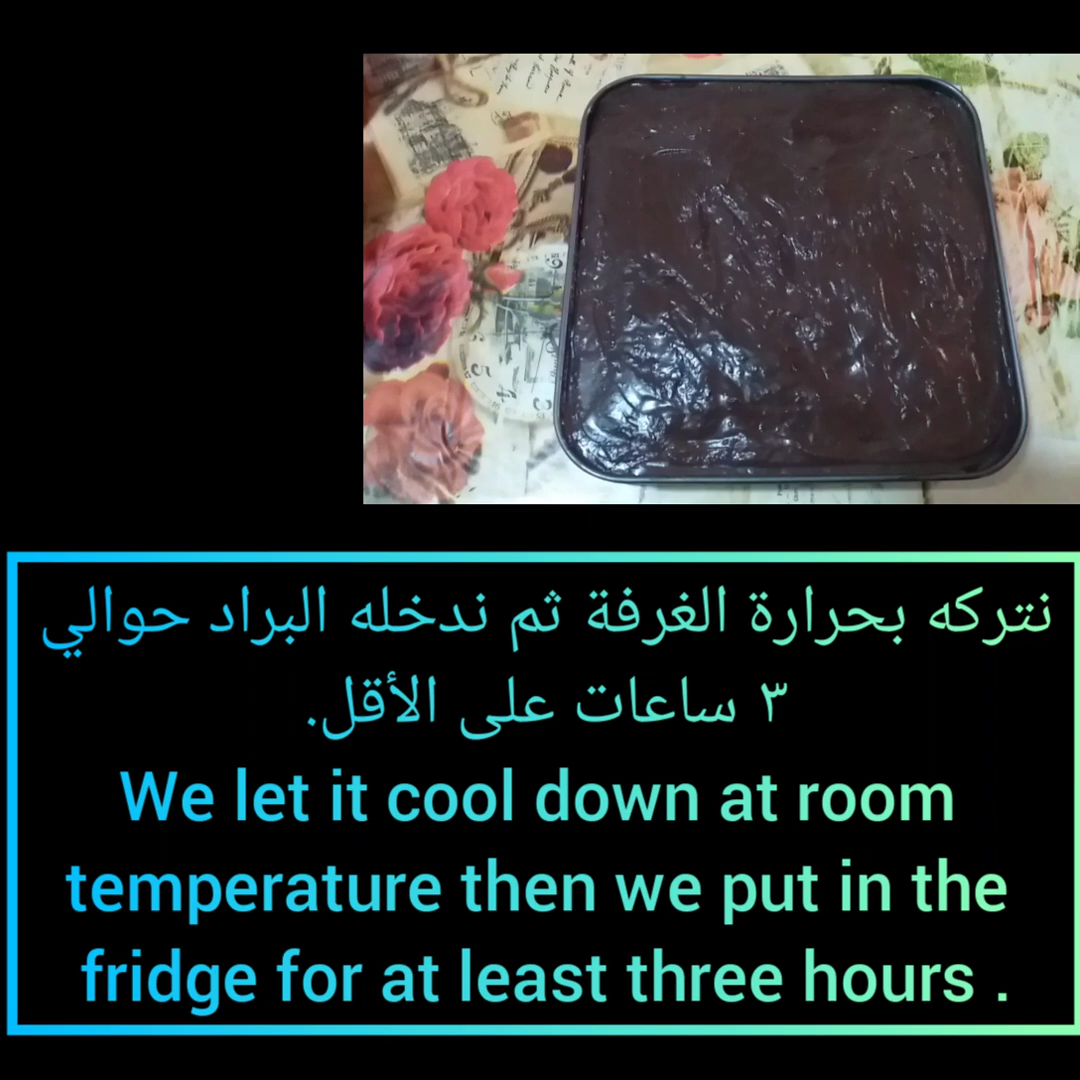 نتركه بحرارة الغرفة ثم ندخله البراد حوالي
٣ ساعات على الأقل.
We let it cool down at room
temperature then we put in the
fridge for at least three hours .